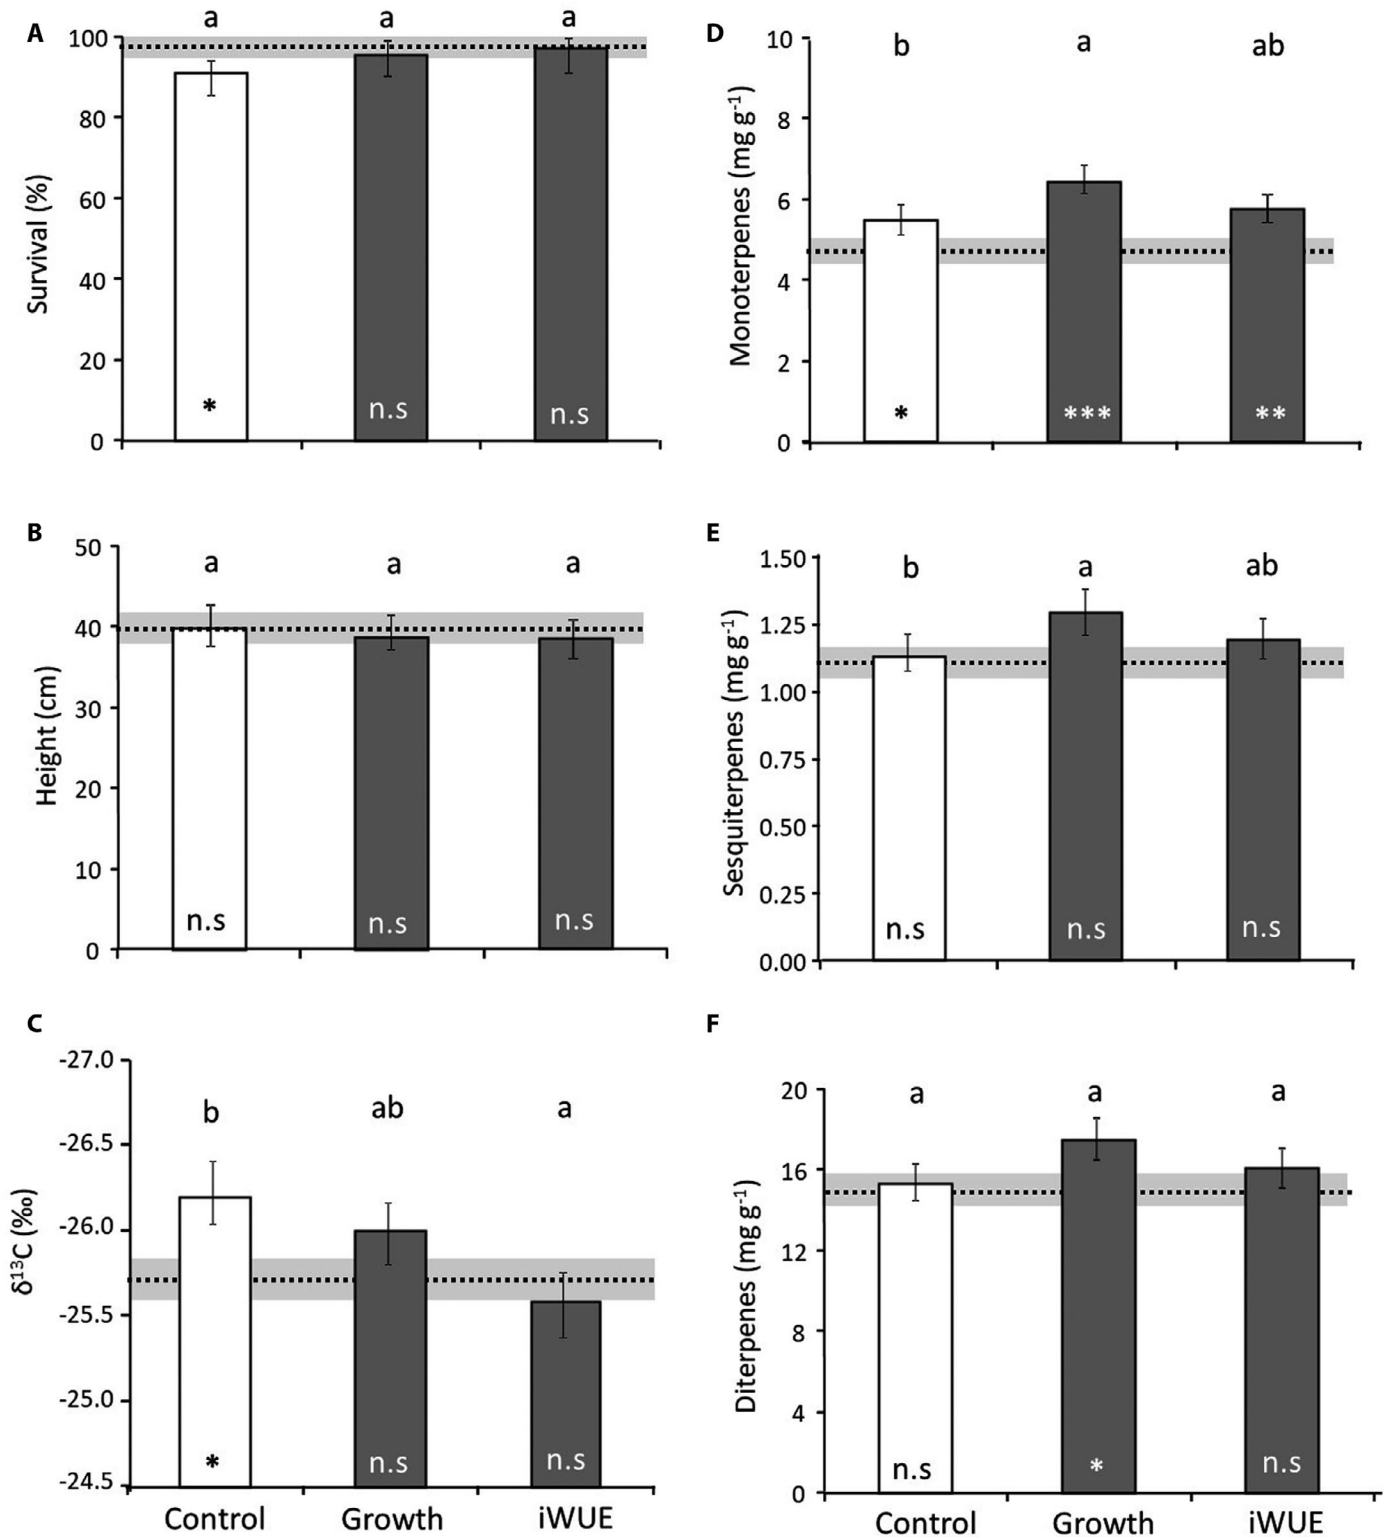 A
a a a
100
80
60
40
20
0
Survival (%)
* n.s n.s
D
b a ab
10
8
6
4
2
0
Monoterpenes (mg g⁻¹)
* *** **
B
a a a
50
40
30
20
10
0
Height (cm)
n.s n.s n.s
E
b a ab
1.50
1.25
1.00
0.75
0.50
0.25
0.00
Sesquiterpenes (mg g⁻¹)
n.s n.s n.s
C
b ab a
-27.0
-26.5
-26.0
-25.5
-25.0
-24.5
δ¹³C (‰)
* n.s n.s
Control Growth iWUE
F
a a a
20
16
12
8
4
0
Diterpenes (mg g⁻¹)
n.s * n.s
Control Growth iWUE